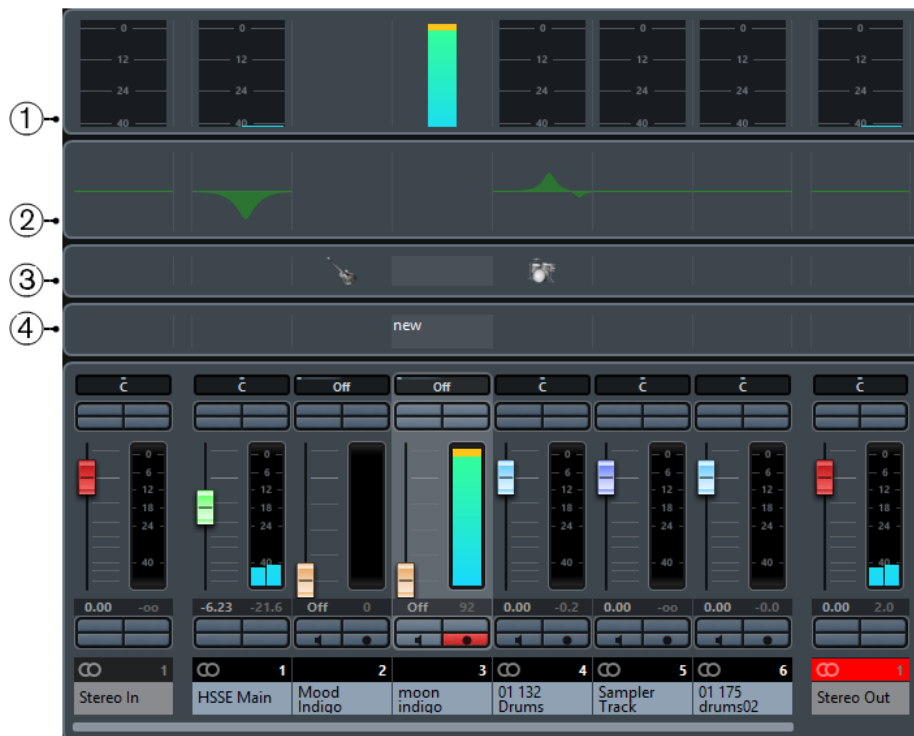 0 0 0 0 0 0
12 12 12 12 12 12
24 24 24 24 24 24
1 40 40 40 40 40 40
2
3
4 new
C C Off Off C C C C
0 0 0 0 0 0
6 6 6 6 6 6
12 12 12 12 12 12
18 18 18 18 18 18
24 24 24 24 24 24
40 40 40 40 40 40
0.00 -oo -6.23 -21.6 Off 0 Off 92 0.00 -0.2 0.00 -oo 0.00 -0.0 0.00 2.0
1 1 2 3 4 5 6 1
Stereo In
HSSE Main
Mood
Indigo
moon
indigo
01 132
Drums
Sampler
Track
01 175
drums02
Stereo Out